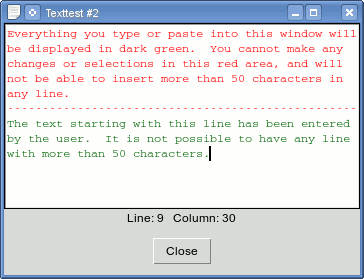 Texttest #2
Everything you type or paste into this window will
be displayed in dark green.  You cannot make any
changes or selections in this red area, and will
not be able to insert more than 50 characters in
any line.
--------------------------------------------------
The text starting with this line has been entered
by the user.  It is not possible to have any line
with more than 50 characters.
Line: 9  Column: 30
Close